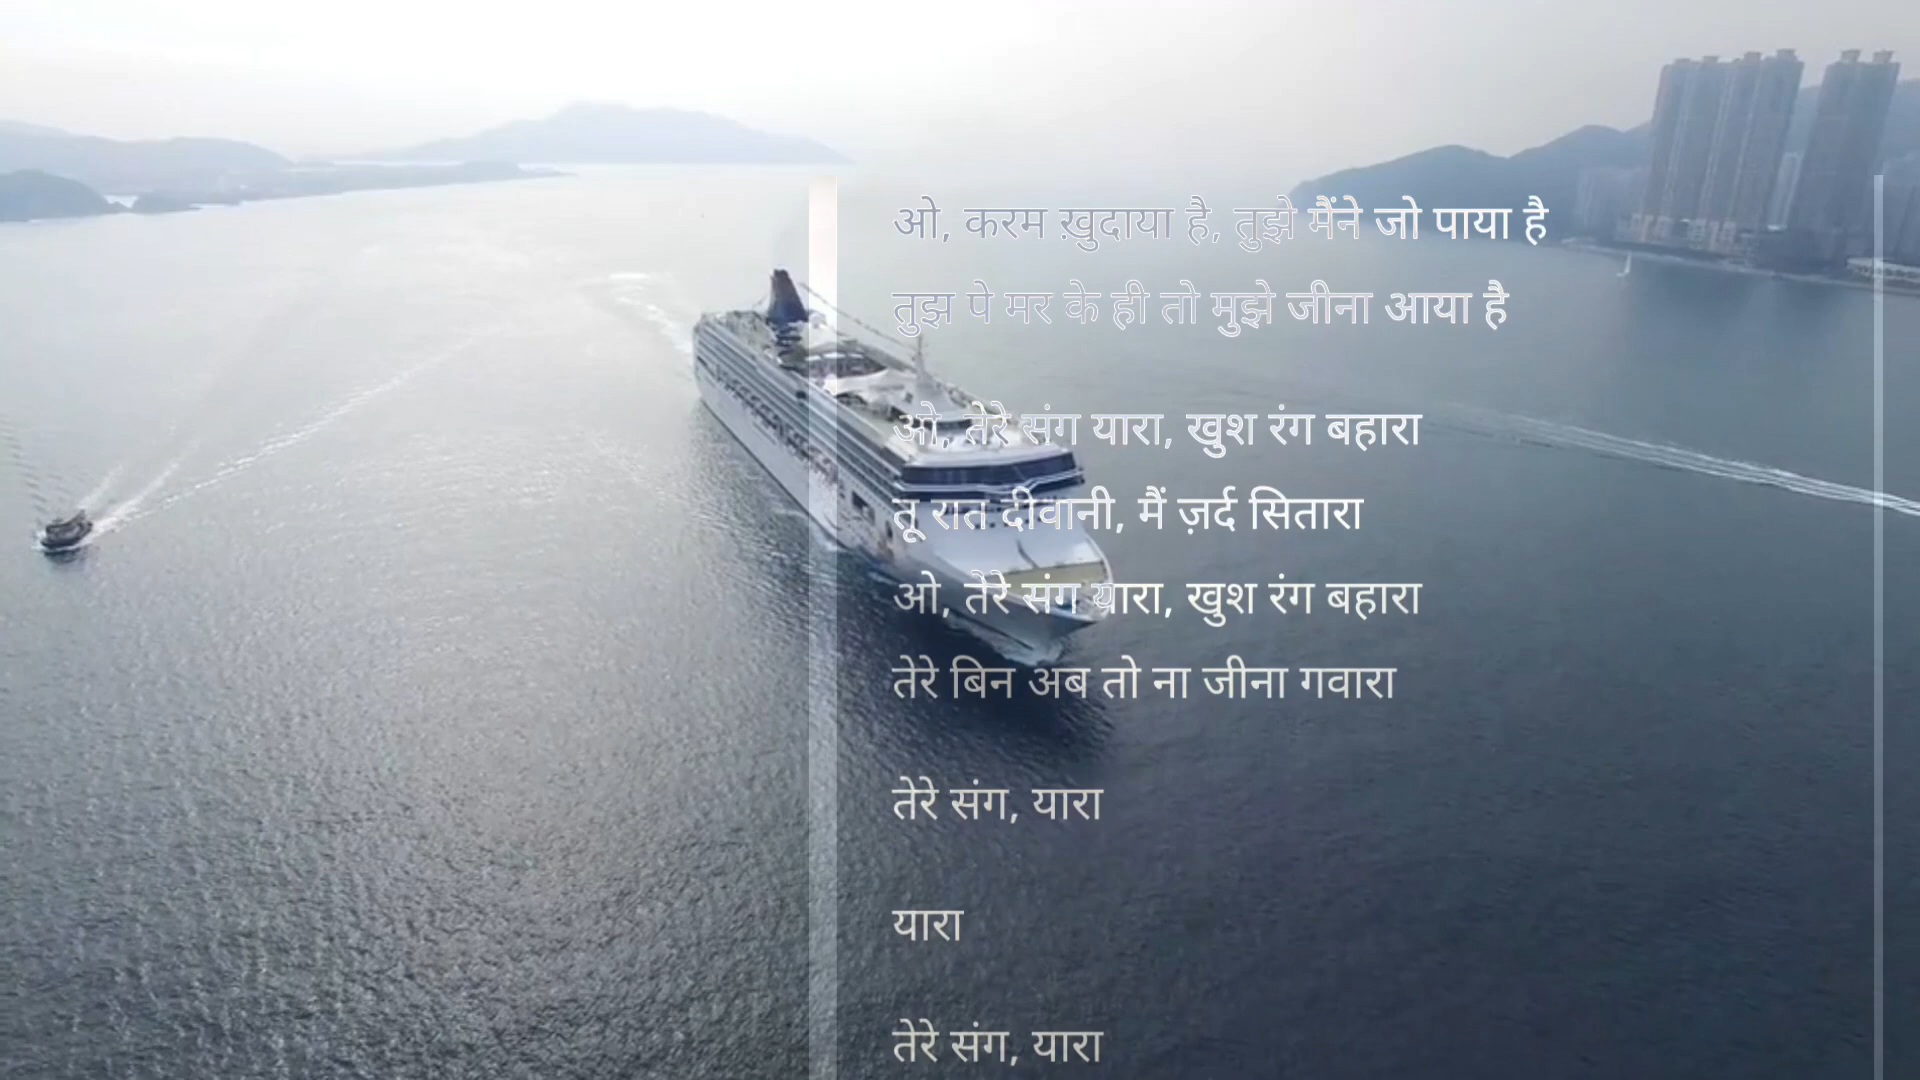 ओ, करम ख़ुदाया है, तुझे मैंने जो पाया है
तुझ पे मर के ही तो मुझे जीना आया है
ओ, तेरे संग यारा, खुश रंग बहारा
तू रात दीवानी, मैं ज़र्द सितारा
ओ, तेरे संग यारा, खुश रंग बहारा
तेरे बिन अब तो ना जीना गवारा
तेरे संग, यारा
यारा
तेरे संग, यारा